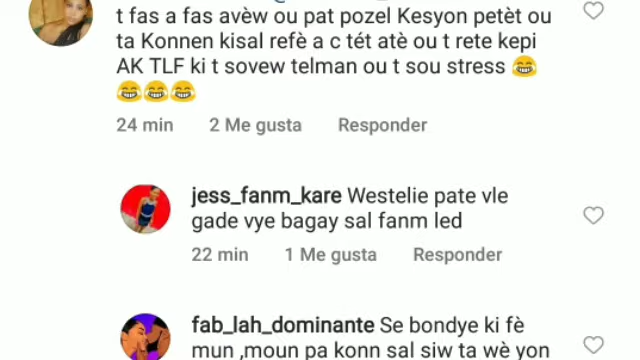 t fas a fas avèw ou pat pozel Kesyon petèt ou
ta Konnen kisal refè a c tét atè ou t rete kepi
AK TLF ki t sovew telman ou t sou stress 😂
😂😂😂
24 min 2 Me gusta Responder
jess_fanm_kare Westelie pate vle
gade vye bagay sal fanm led
22 min 1 Me gusta Responder
fab_lah_dominante Se bondye ki fè
mun ,moun pa konn sal siw ta wè yon